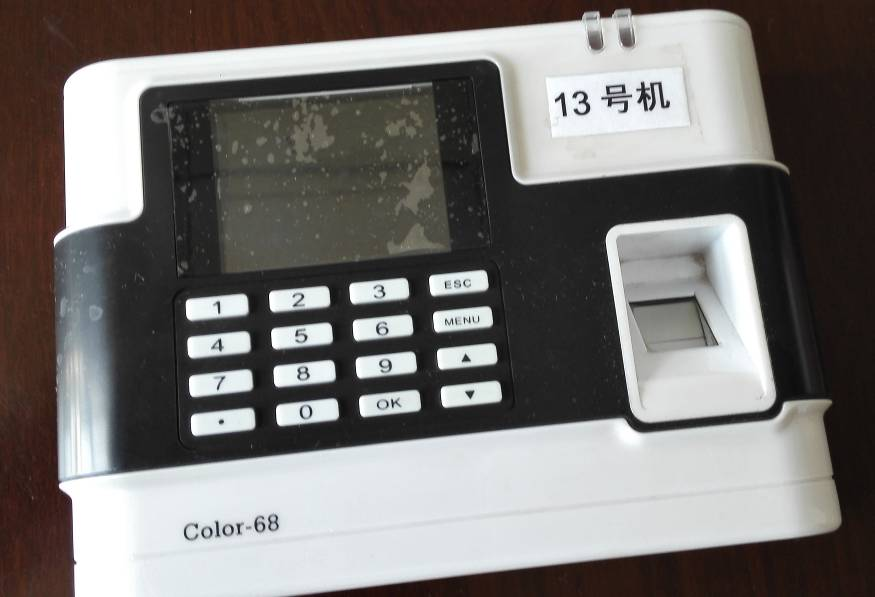 13号机
1 2 3 ESC
4 5 6 MENU
7 8 9 ▲
. 0 OK ▼
Color-68